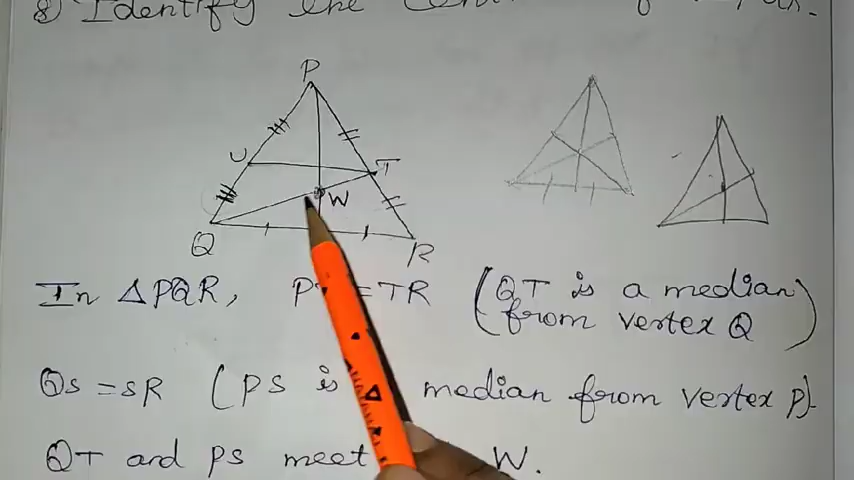 8) Identify the
P
U
T
W
Q
R
In ΔPQR, P = TR (QT is a median
from vertex Q)
QS = SR (PS is median from vertex P).
QT and PS meet W.